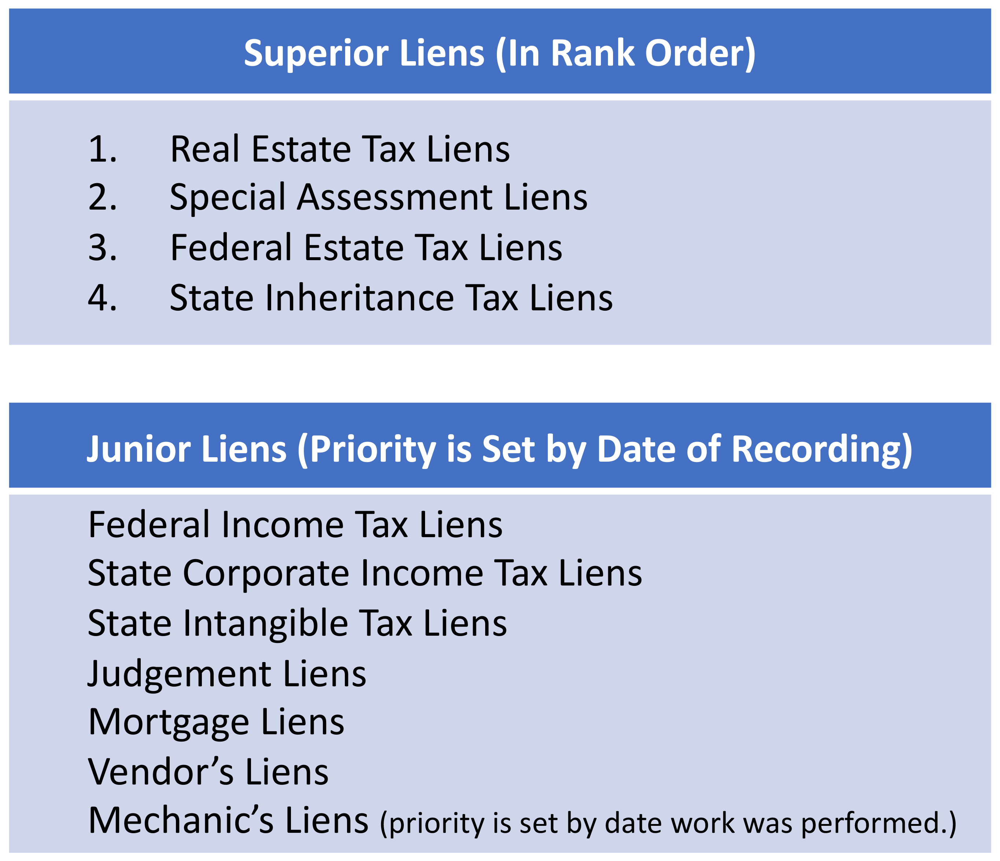 Superior Liens (In Rank Order)
1. Real Estate Tax Liens
2. Special Assessment Liens
3. Federal Estate Tax Liens
4. State Inheritance Tax Liens
Junior Liens (Priority is Set by Date of Recording)
Federal Income Tax Liens
State Corporate Income Tax Liens
State Intangible Tax Liens
Judgement Liens
Mortgage Liens
Vendor’s Liens
Mechanic’s Liens (priority is set by date work was performed.)